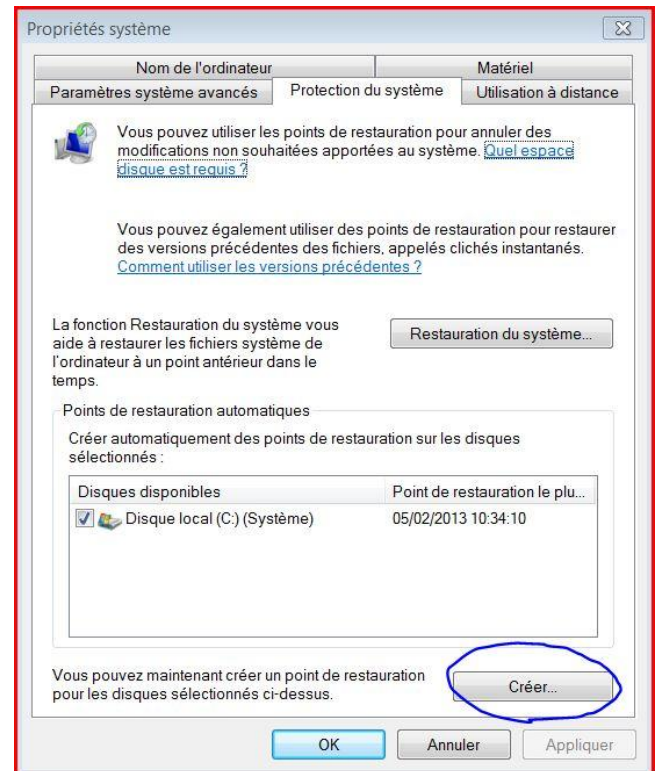 Propriétés système
Nom de l'ordinateur
Matériel
Paramètres système avancés
Protection du système
Utilisation à distance
Vous pouvez utiliser les points de restauration pour annuler des
modifications non souhaitées apportées au système. Quel espace
disque est requis ?
Vous pouvez également utiliser des points de restauration pour restaurer
des versions précédentes des fichiers, appelés clichés instantanés.
Comment utiliser les versions précédentes ?
La fonction Restauration du système vous
aide à restaurer les fichiers système de
l'ordinateur à un point antérieur dans le
temps.
Restauration du système...
Points de restauration automatiques
Créer automatiquement des points de restauration sur les disques
sélectionnés :
Disques disponibles
Point de restauration le plu...
Disque local (C:) (Système)
05/02/2013 10:34:10
Vous pouvez maintenant créer un point de restauration
pour les disques sélectionnés ci-dessus.
Créer...
OK
Annuler
Appliquer